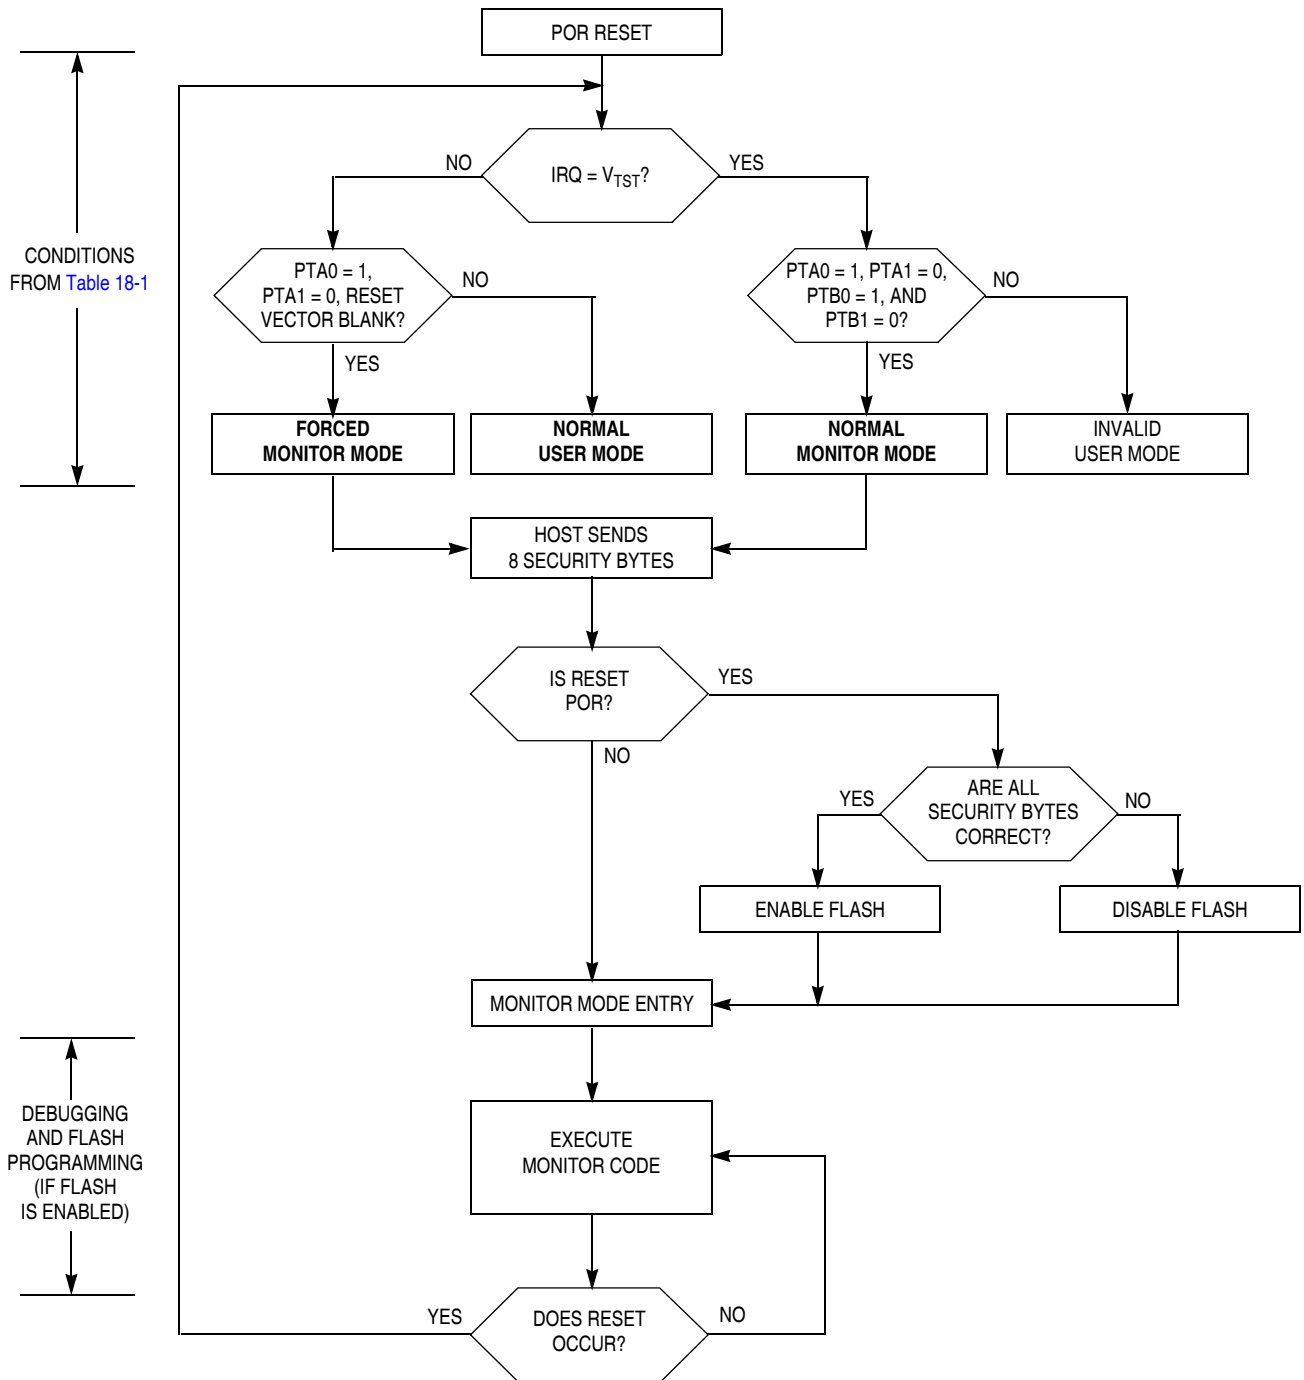 POR RESET
IRQ = VTST?
NO
YES
CONDITIONS
FROM Table 18-1
PTA0 = 1,
PTA1 = 0, RESET
VECTOR BLANK?
NO
YES
PTA0 = 1, PTA1 = 0,
PTB0 = 1, AND
PTB1 = 0?
NO
YES
FORCED
MONITOR MODE
NORMAL
USER MODE
NORMAL
MONITOR MODE
INVALID
USER MODE
HOST SENDS
8 SECURITY BYTES
IS RESET
POR?
YES
NO
ARE ALL
SECURITY BYTES
CORRECT?
YES
NO
ENABLE FLASH
DISABLE FLASH
MONITOR MODE ENTRY
DEBUGGING
AND FLASH
PROGRAMMING
(IF FLASH
IS ENABLED)
EXECUTE
MONITOR CODE
DOES RESET
OCCUR?
YES
NO